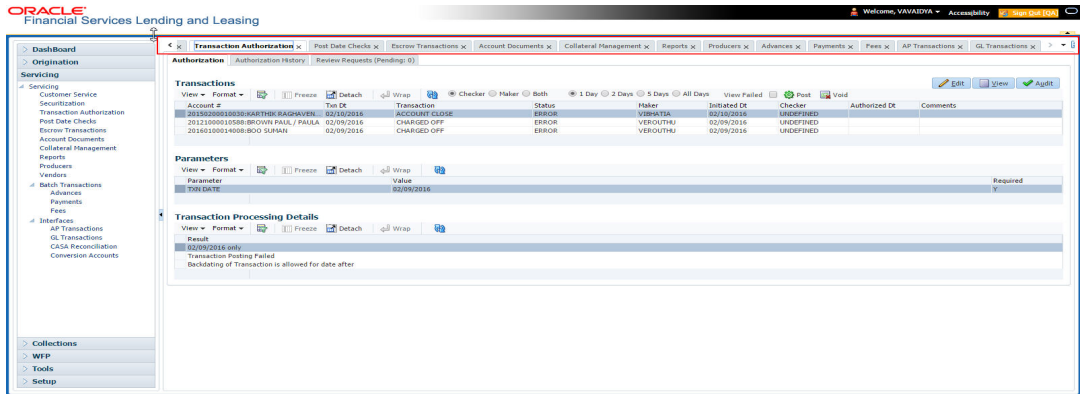 ORACLE®
Financial Services Lending and Leasing
Welcome, VAVAIDYA Accessibility Sign Out [QA]
DashBoard
Origination
Servicing
Servicing
Customer Service
Securitization
Transaction Authorization
Post Date Checks
Escrow Transactions
Account Documents
Collateral Management
Reports
Producers
Vendors
Batch Transactions
Advances
Payments
Fees
Interfaces
AP Transactions
GL Transactions
CASA Reconciliation
Conversion Accounts
Collections
WFP
Tools
Setup
Transaction Authorization x Post Date Checks x Escrow Transactions x Account Documents x Collateral Management x Reports x Producers x Advances x Payments x Fees x AP Transactions x GL Transactions x
Authorization Authorization History Review Requests (Pending: 0)
Transactions Edit View Audit
View Format Freeze Detach Wrap Checker Maker Both 1 Day 2 Days 5 Days All Days View Failed Post Void
Account # Txn Dt Transaction Status Maker Initiated Dt Checker Authorized Dt Comments
20150200010030:KARTHIK RAGHAVEN... 02/10/2016 ACCOUNT CLOSE ERROR VIBHATIA 02/10/2016 UNDEFINED
20121000010588:BROWN PAUL / PAULA 02/09/2016 CHARGED OFF ERROR VEROUTHU 02/09/2016 UNDEFINED
20160100014008:BOO SUMAN 02/09/2016 CHARGED OFF ERROR VEROUTHU 02/09/2016 UNDEFINED
Parameters
View Format Freeze Detach Wrap
Parameter Value Required
TXN DATE 02/09/2016 Y
Transaction Processing Details
View Format Freeze Detach Wrap
Result
02/09/2016 only
Transaction Posting Failed
Backdating of Transaction is allowed for date after